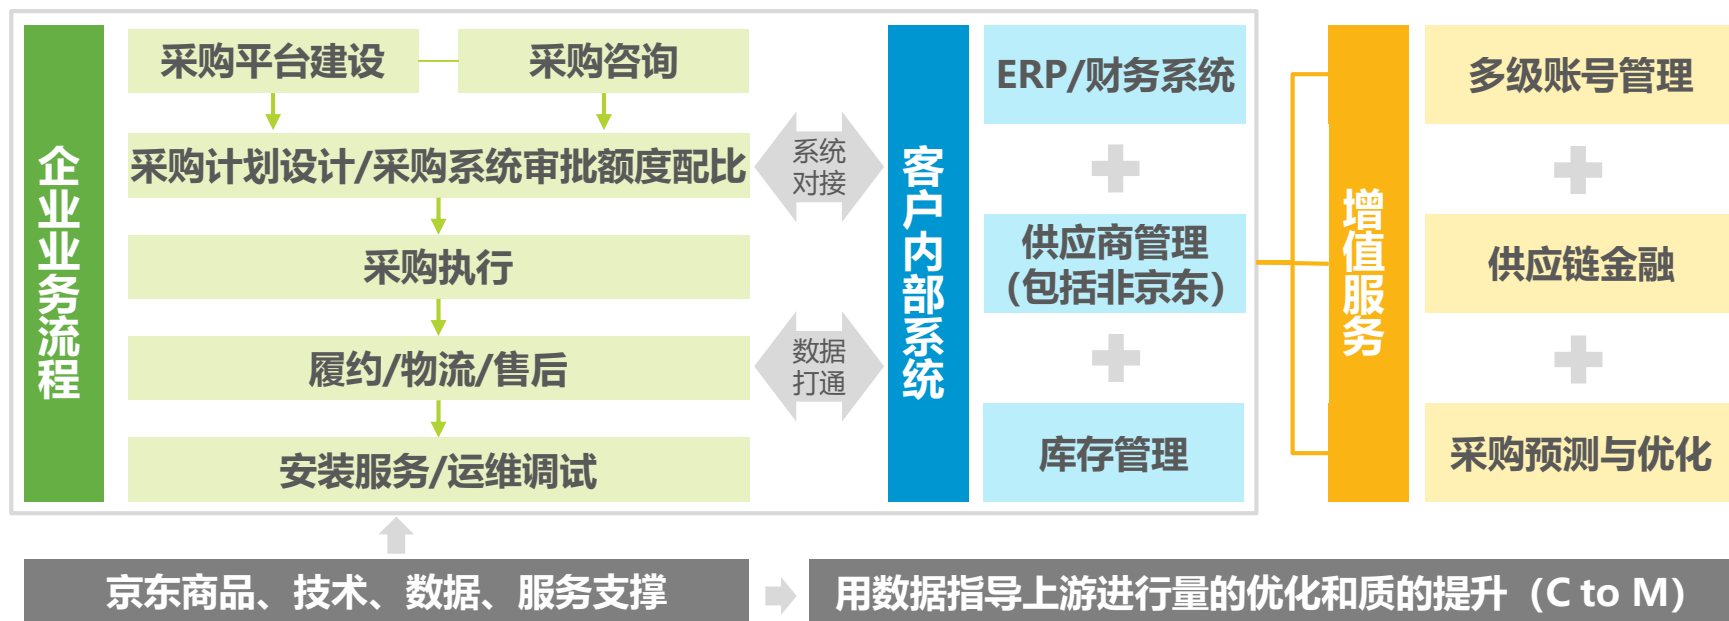 企业业务流程
采购平台建设
采购咨询
采购计划设计/采购系统审批额度配比
采购执行
履约/物流/售后
安装服务/运维调试
系统
对接
数据
打通
客户内部系统
ERP/财务系统
供应商管理
（包括非京东）
库存管理
增值服务
多级账号管理
供应链金融
采购预测与优化
京东商品、技术、数据、服务支撑
用数据指导上游进行量的优化和质的提升（C to M）